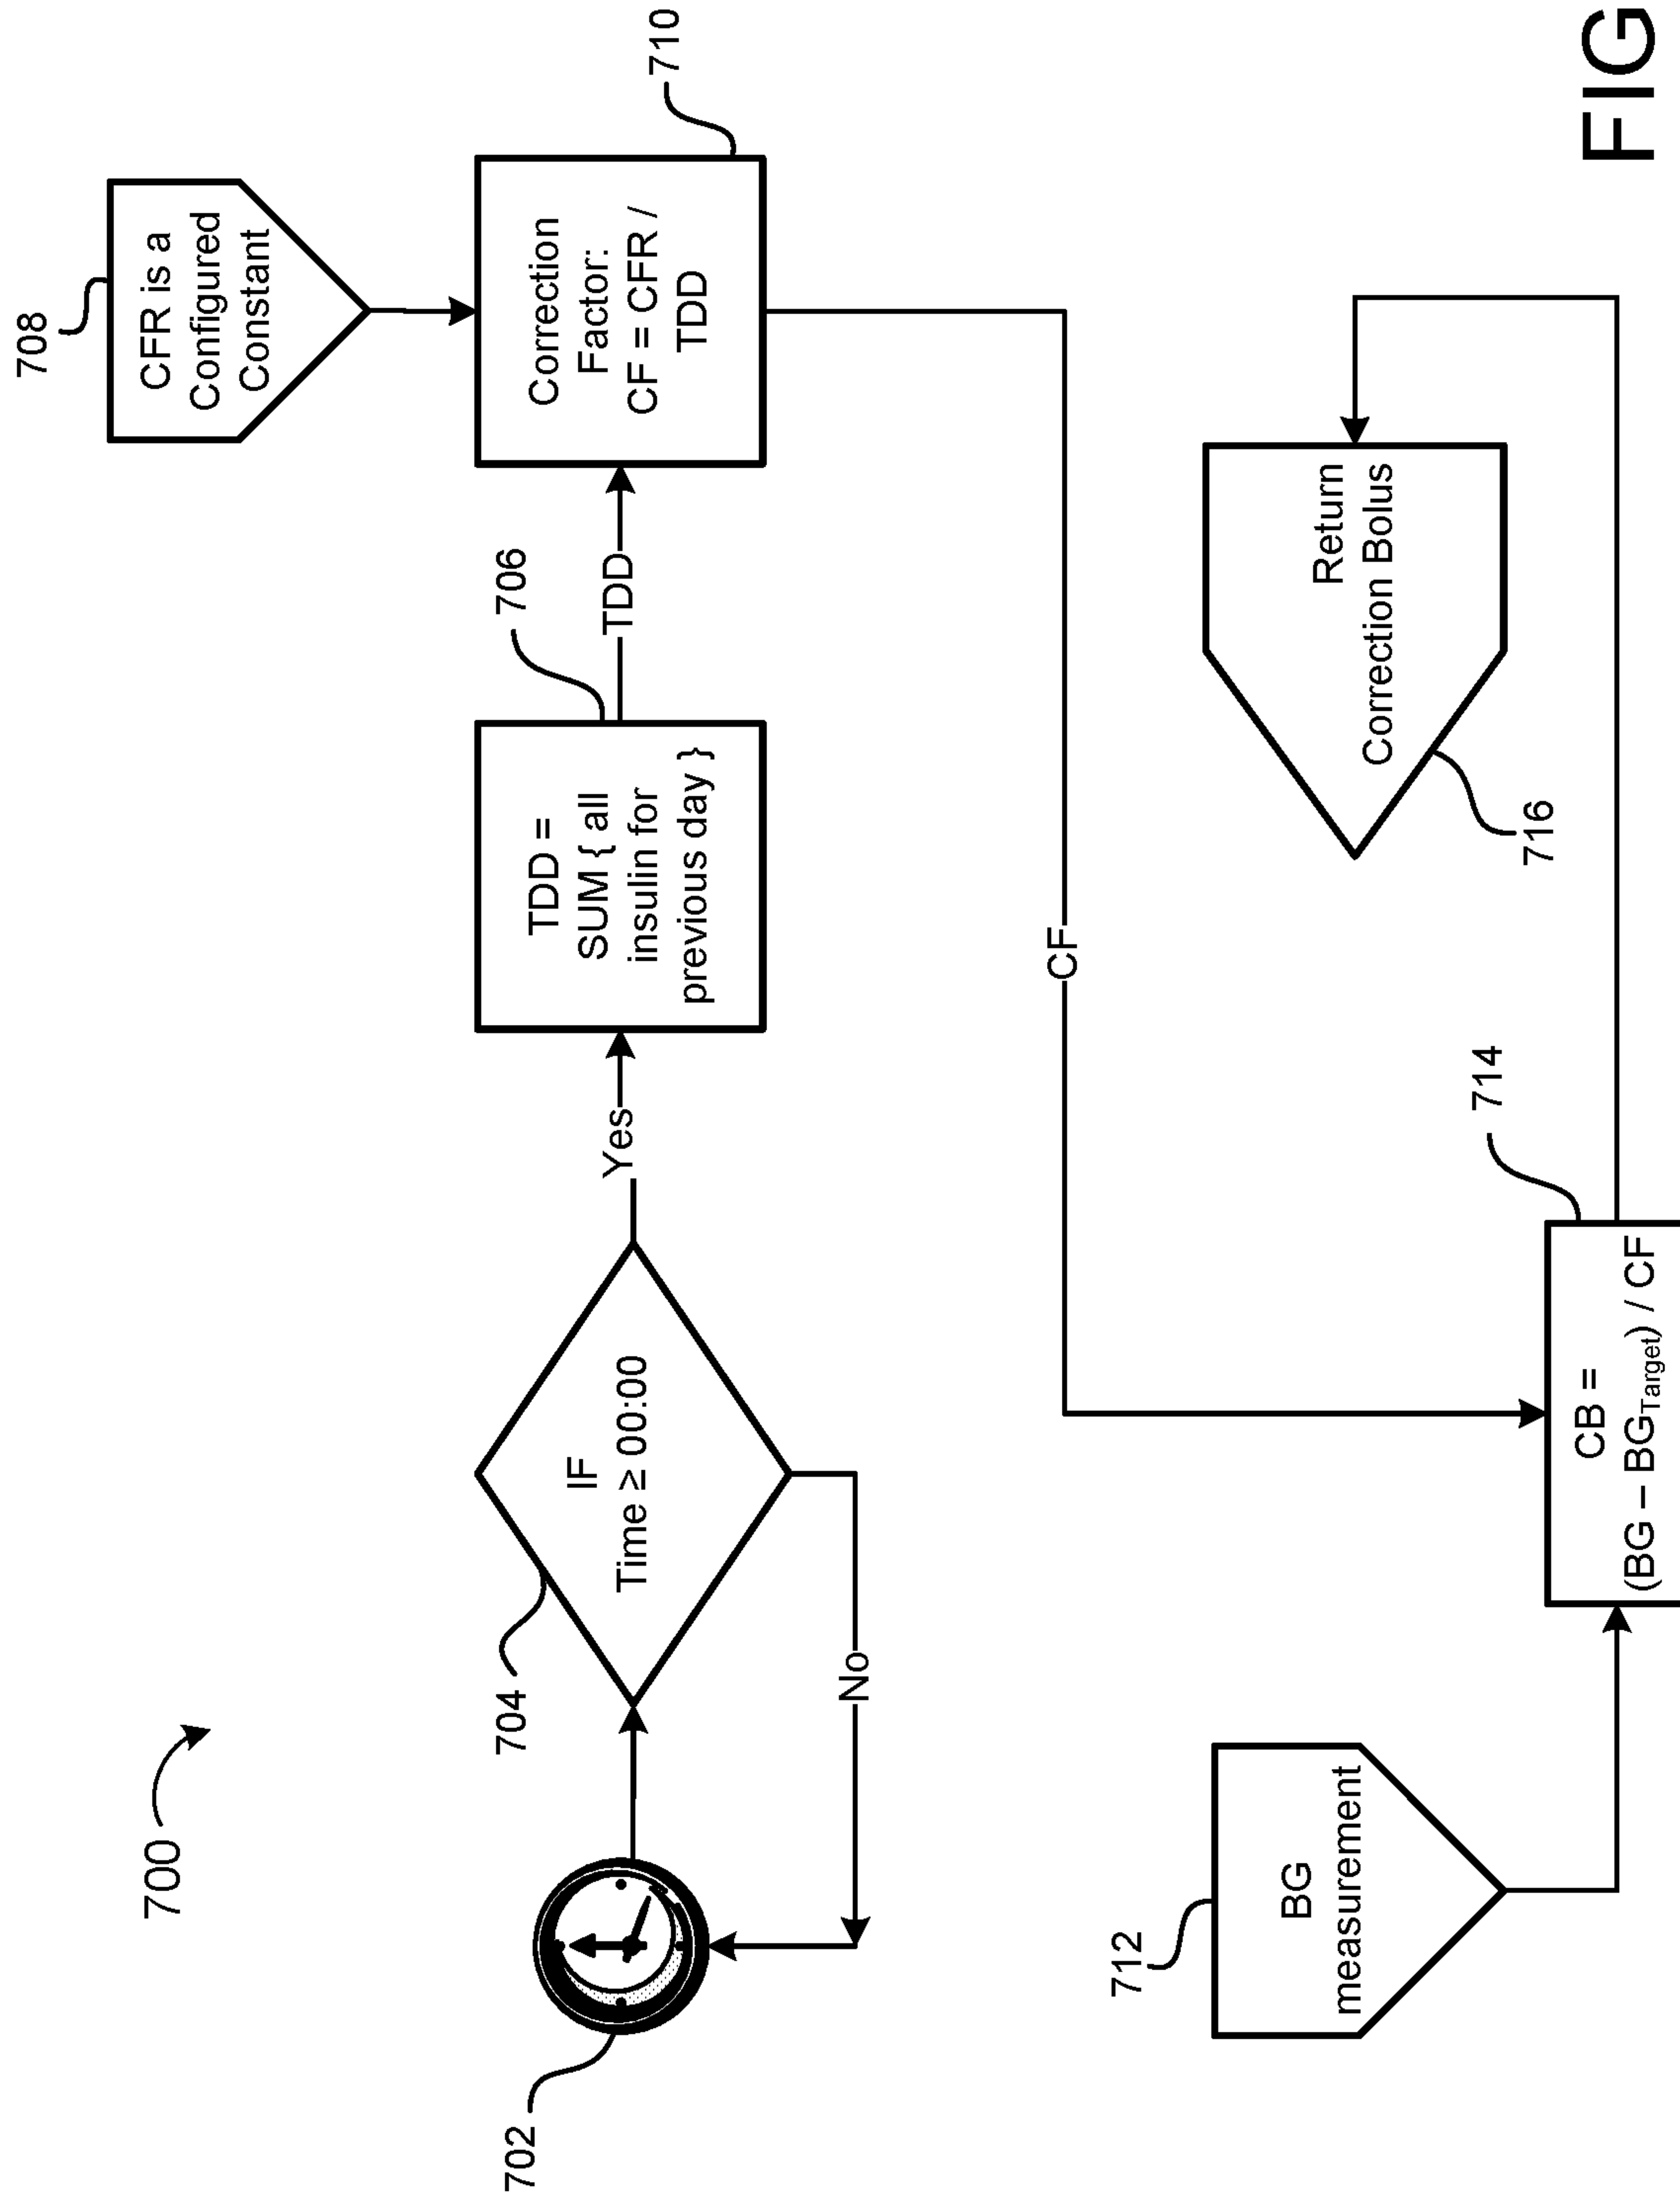 700
702
704
IF
Time ≥ 00:00
No
Yes
706
TDD =
SUM { all
insulin for
previous day }
TDD
708
CFR is a
Configured
Constant
710
Correction
Factor:
CF = CFR /
TDD
CF
712
BG
measurement
714
CB =
(BG – BGTarget) / CF
716
Return
Correction Bolus
FIG